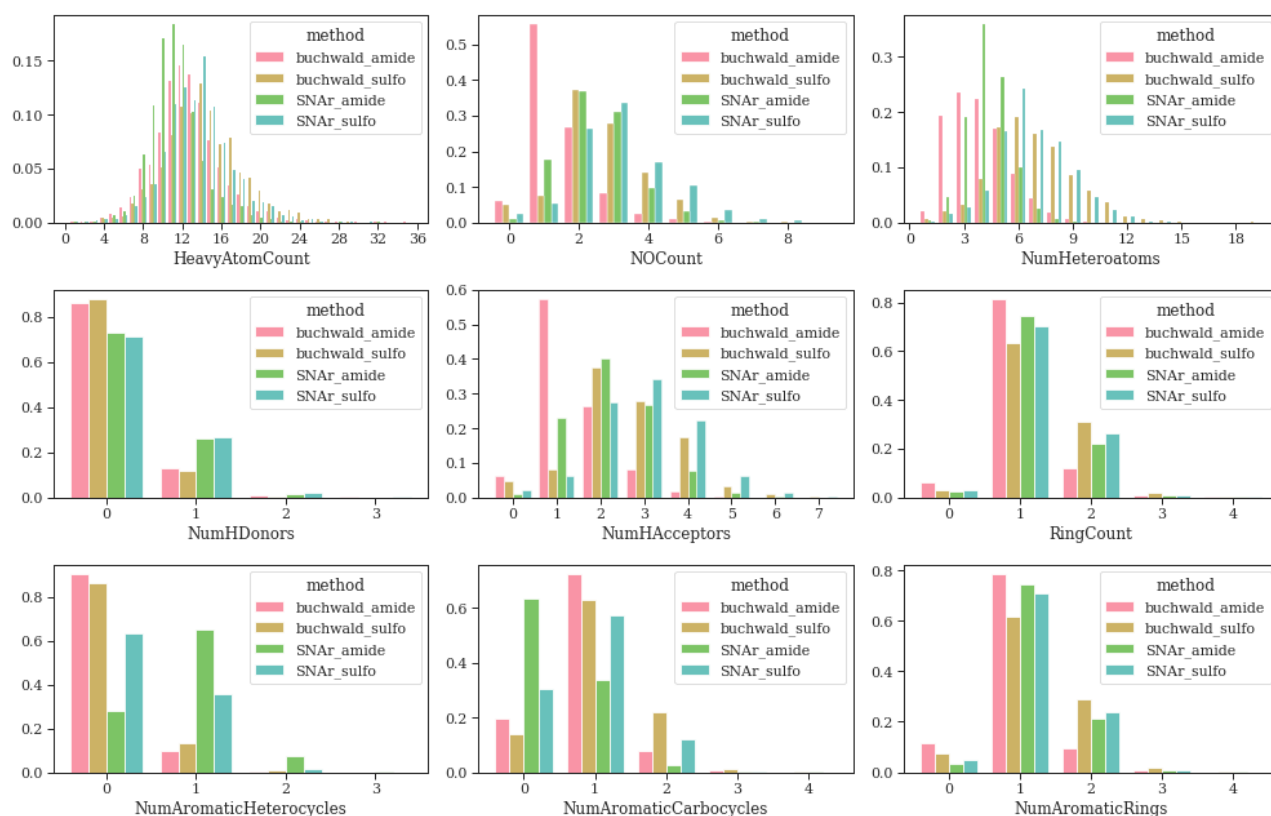 method
buchwald_amide
buchwald_sulfo
SNAr_amide
SNAr_sulfo
0.15
0.10
0.05
0.00
0 4 8 12 16 20 24 28 32 36
HeavyAtomCount
method
buchwald_amide
buchwald_sulfo
SNAr_amide
SNAr_sulfo
0.5
0.4
0.3
0.2
0.1
0.0
0 2 4 6 8
NOCount
method
buchwald_amide
buchwald_sulfo
SNAr_amide
SNAr_sulfo
0.3
0.2
0.1
0.0
0 3 6 9 12 15 18
NumHeteroatoms
method
buchwald_amide
buchwald_sulfo
SNAr_amide
SNAr_sulfo
0.8
0.6
0.4
0.2
0.0
0 1 2 3
NumHDonors
method
buchwald_amide
buchwald_sulfo
SNAr_amide
SNAr_sulfo
0.6
0.5
0.4
0.3
0.2
0.1
0.0
0 1 2 3 4 5 6 7
NumHAcceptors
method
buchwald_amide
buchwald_sulfo
SNAr_amide
SNAr_sulfo
0.8
0.6
0.4
0.2
0.0
0 1 2 3 4
RingCount
method
buchwald_amide
buchwald_sulfo
SNAr_amide
SNAr_sulfo
0.8
0.6
0.4
0.2
0.0
0 1 2 3
NumAromaticHeterocycles
method
buchwald_amide
buchwald_sulfo
SNAr_amide
SNAr_sulfo
0.6
0.4
0.2
0.0
0 1 2 3 4
NumAromaticCarbocycles
method
buchwald_amide
buchwald_sulfo
SNAr_amide
SNAr_sulfo
0.8
0.6
0.4
0.2
0.0
0 1 2 3 4
NumAromaticRings